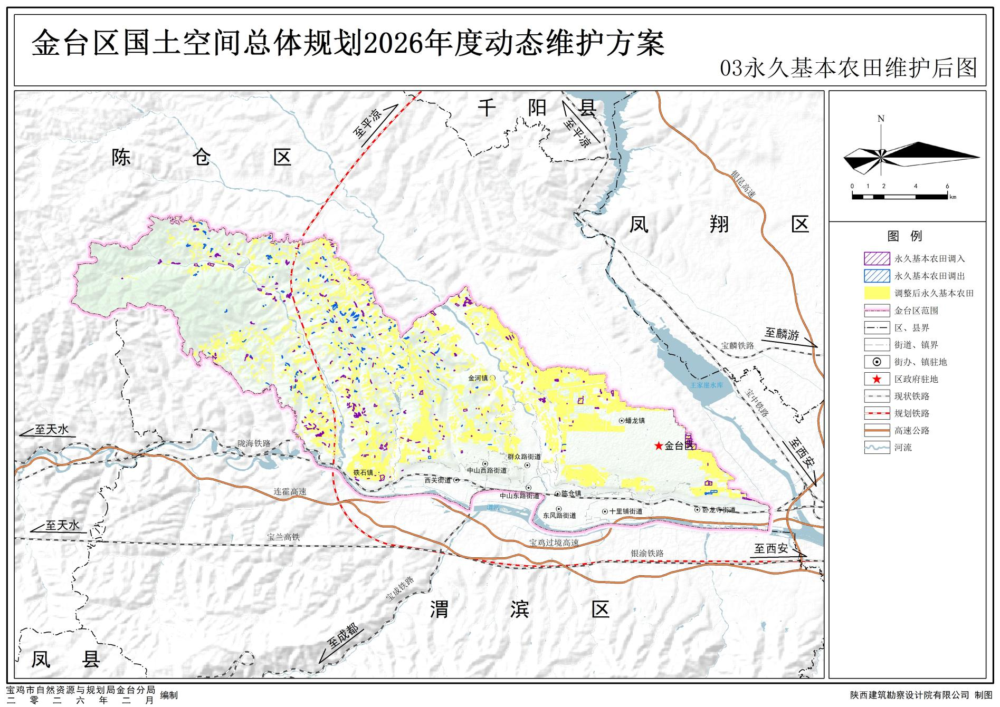 金台区国土空间总体规划2026年度动态维护方案
03永久基本农田维护后图
千阳县
至平凉
至平凉
陈仓区
银昆高速
凤翔区
至麟游
宝麟铁路
金河镇
王家崖水库
宝中铁路
蟠龙镇
至天水
陇海铁路
金台区
至西安
群众路街道
中山西路街道
硖石镇
西关街道
连霍高速
中山东路街道
陈仓镇
渭河
东风路街道
十里铺街道
卧龙寺街道
至天水
宝兰高铁
宝鸡过境高速
银渝铁路
至西安
宝成铁路
渭滨区
至成都
凤县
N
0 1 2 4 6
km
图例
永久基本农田调入
永久基本农田调出
调整后永久基本农田
金台区范围
区、县界
街道、镇界
街办、镇驻地
区政府驻地
现状铁路
规划铁路
高速公路
河流
宝鸡市自然资源与规划局金台分局 编制
二零二六年二月
陕西建筑勘察设计院有限公司 制图